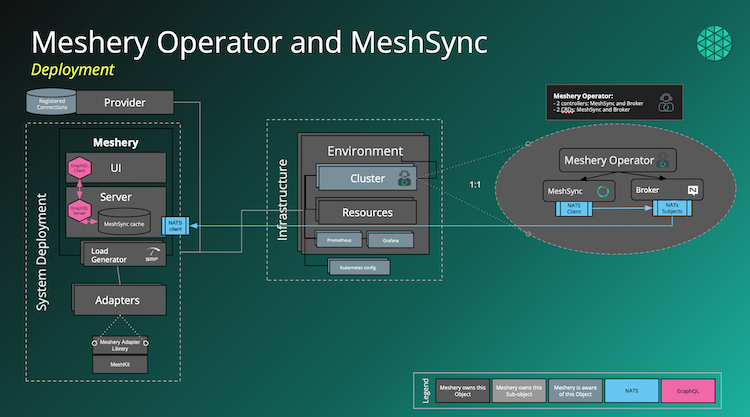 Meshery Operator and MeshSync
Deployment
Registered
Connections
Provider
Meshery
GraphQL
Client
UI
Server
GraphQL
Server
MeshSync cache
NATS
client
Load
Generator
SMP
Adapters
Meshery Adapter
Library
MeshKit
System Deployment
Infrastructure
Environment
Cluster
Resources
Prometheus
Grafana
Kubernetes config
1:1
Meshery Operator:
- 2 controllers: MeshSync and Broker
- 2 CRDs: MeshSync and Broker
Meshery Operator
MeshSync
Broker
N
NATS
Client
NATs
Subjects
Legend
Meshery owns this
Object
Meshery owns this
Sub-object
Meshery is aware
of this Object
NATS
GraphQL